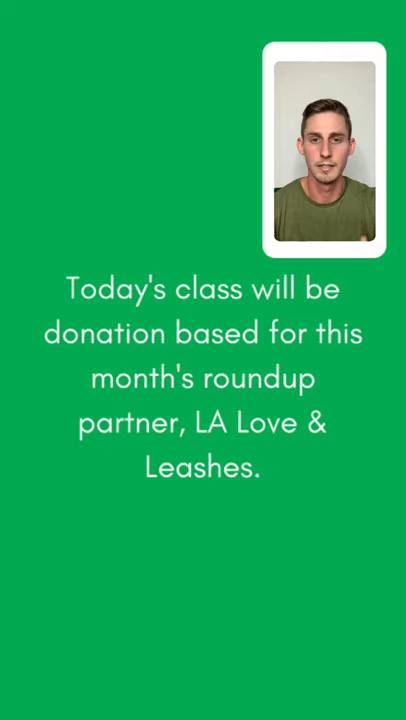 Today's class will be
donation based for this
month's roundup
partner, LA Love &
Leashes.